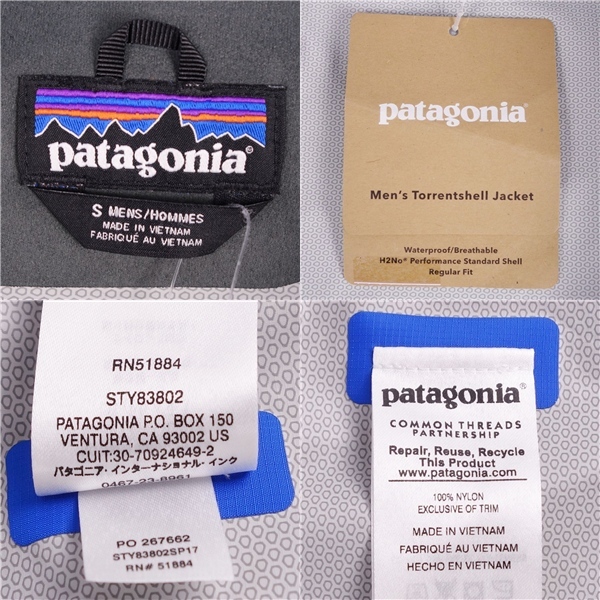 patagonia®
S MENS/HOMMES
MADE IN VIETNAM
FABRIQUÉ AU VIETNAM
patagonia®
Men's Torrentshell Jacket
Waterproof/Breathable
H2No® Performance Standard Shell
Regular Fit
RN51884
STY83802
PATAGONIA P.O. BOX 150
VENTURA, CA 93002 US
CUIT:30-70924649-2
パタゴニア・インターナショナル・インク
0467-23-8961
PO 267662
STY83802SP17
RN# 51884
patagonia®
COMMON THREADS
PARTNERSHIP
Repair, Reuse, Recycle
This Product
www.patagonia.com
100% NYLON
EXCLUSIVE OF TRIM
MADE IN VIETNAM
FABRIQUÉ AU VIETNAM
HECHO EN VIETNAM